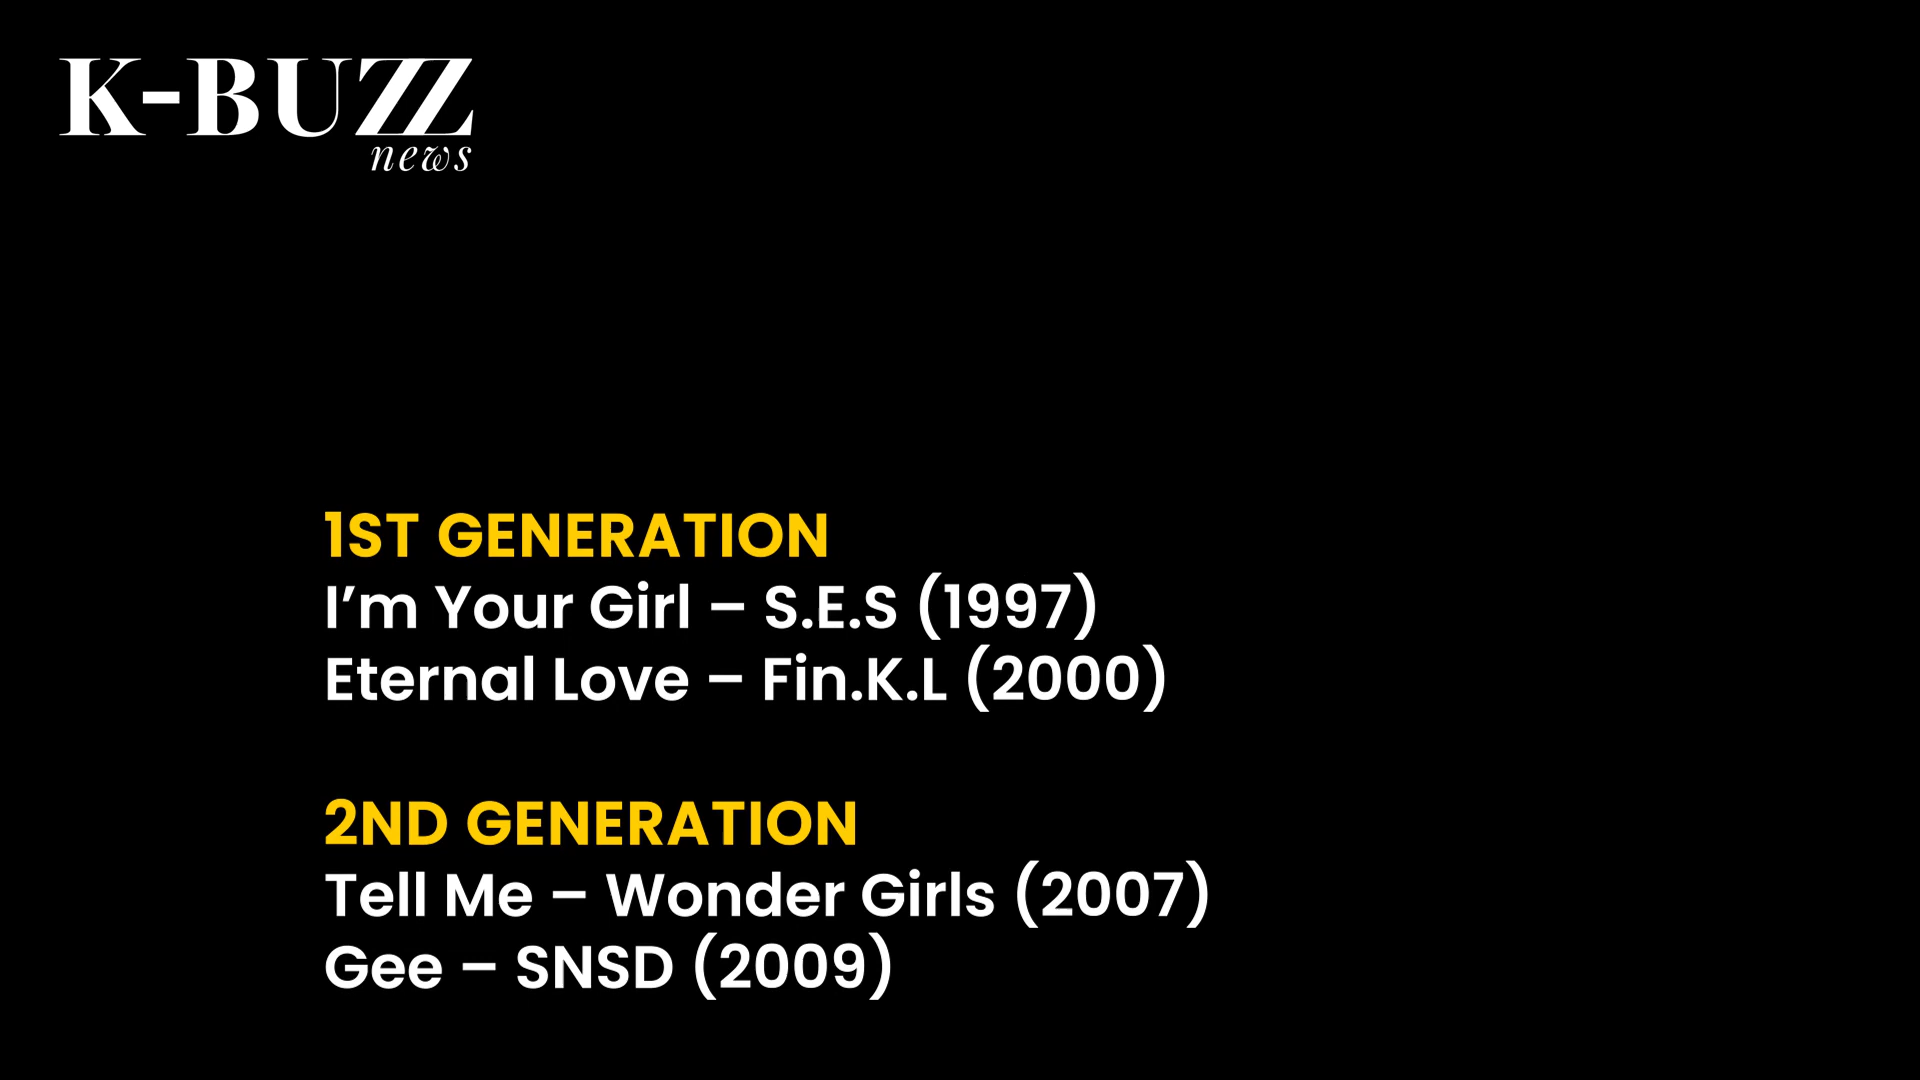 K-BUZZ
news
1ST GENERATION
I’m Your Girl – S.E.S (1997)
Eternal Love – Fin.K.L (2000)
2ND GENERATION
Tell Me – Wonder Girls (2007)
Gee – SNSD (2009)